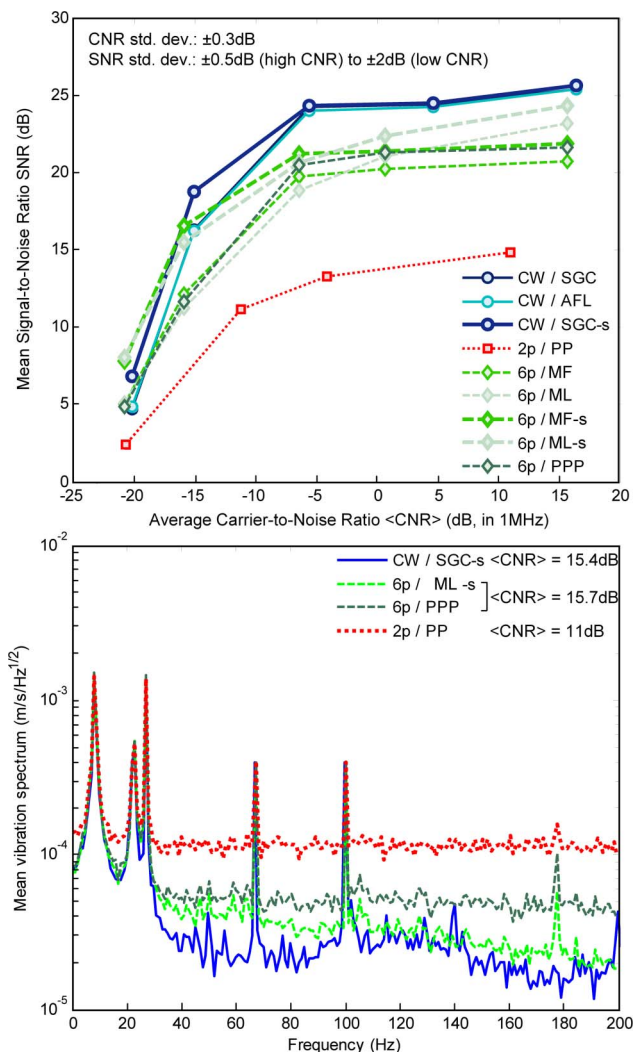 CNR std. dev.: ±0.3dB
SNR std. dev.: ±0.5dB (high CNR) to ±2dB (low CNR)
Mean Signal-to-Noise Ratio SNR (dB)
30
25
20
15
10
5
0
CW / SGC
CW / AFL
CW / SGC-s
2p / PP
6p / MF
6p / ML
6p / MF-s
6p / ML-s
6p / PPP
-25 -20 -15 -10 -5 0 5 10 15 20
Average Carrier-to-Noise Ratio <CNR> (dB, in 1MHz)
Mean vibration spectrum (m/s/Hz1/2)
10-2
10-3
10-4
10-5
CW / SGC-s <CNR> = 15.4dB
6p / ML -s
<CNR> = 15.7dB
6p / PPP
2p / PP <CNR> = 11dB
0 20 40 60 80 100 120 140 160 180 200
Frequency (Hz)